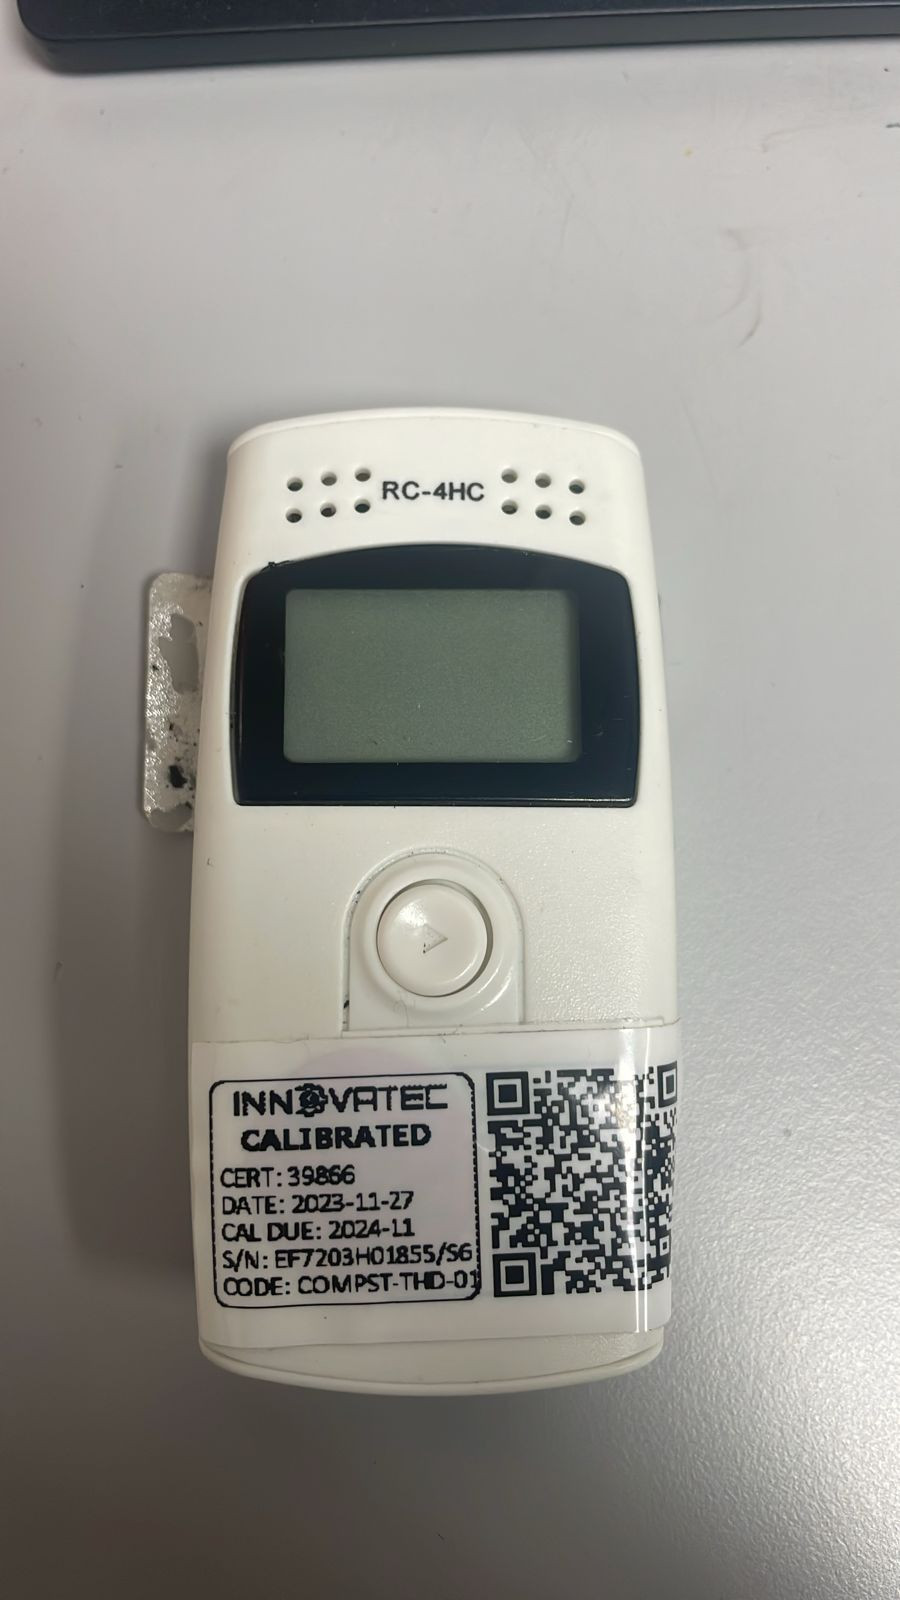 RC-4HC
INNOVATEC
CALIBRATED
CERT: 39866
DATE: 2023-11-27
CAL DUE: 2024-11
S/N: EF7203H01855/S6
CODE: COMPST-THD-01